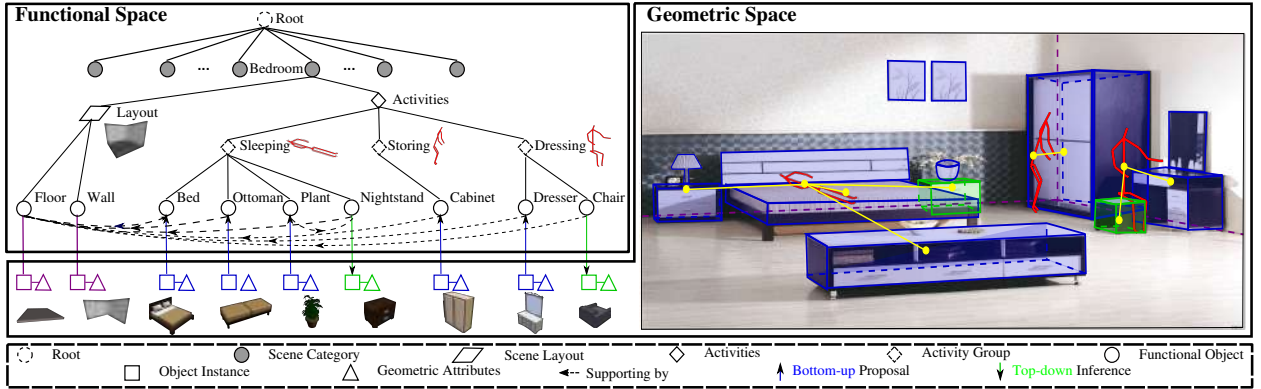 Functional Space
Root
... Bedroom ...
Layout
Activities
Sleeping Storing Dressing
Floor Wall Bed Ottoman Plant Nightstand Cabinet Dresser Chair
Geometric Space
Root Scene Category Scene Layout Activities Activity Group Functional Object
Object Instance Geometric Attributes Supporting by Bottom-up Proposal Top-down Inference